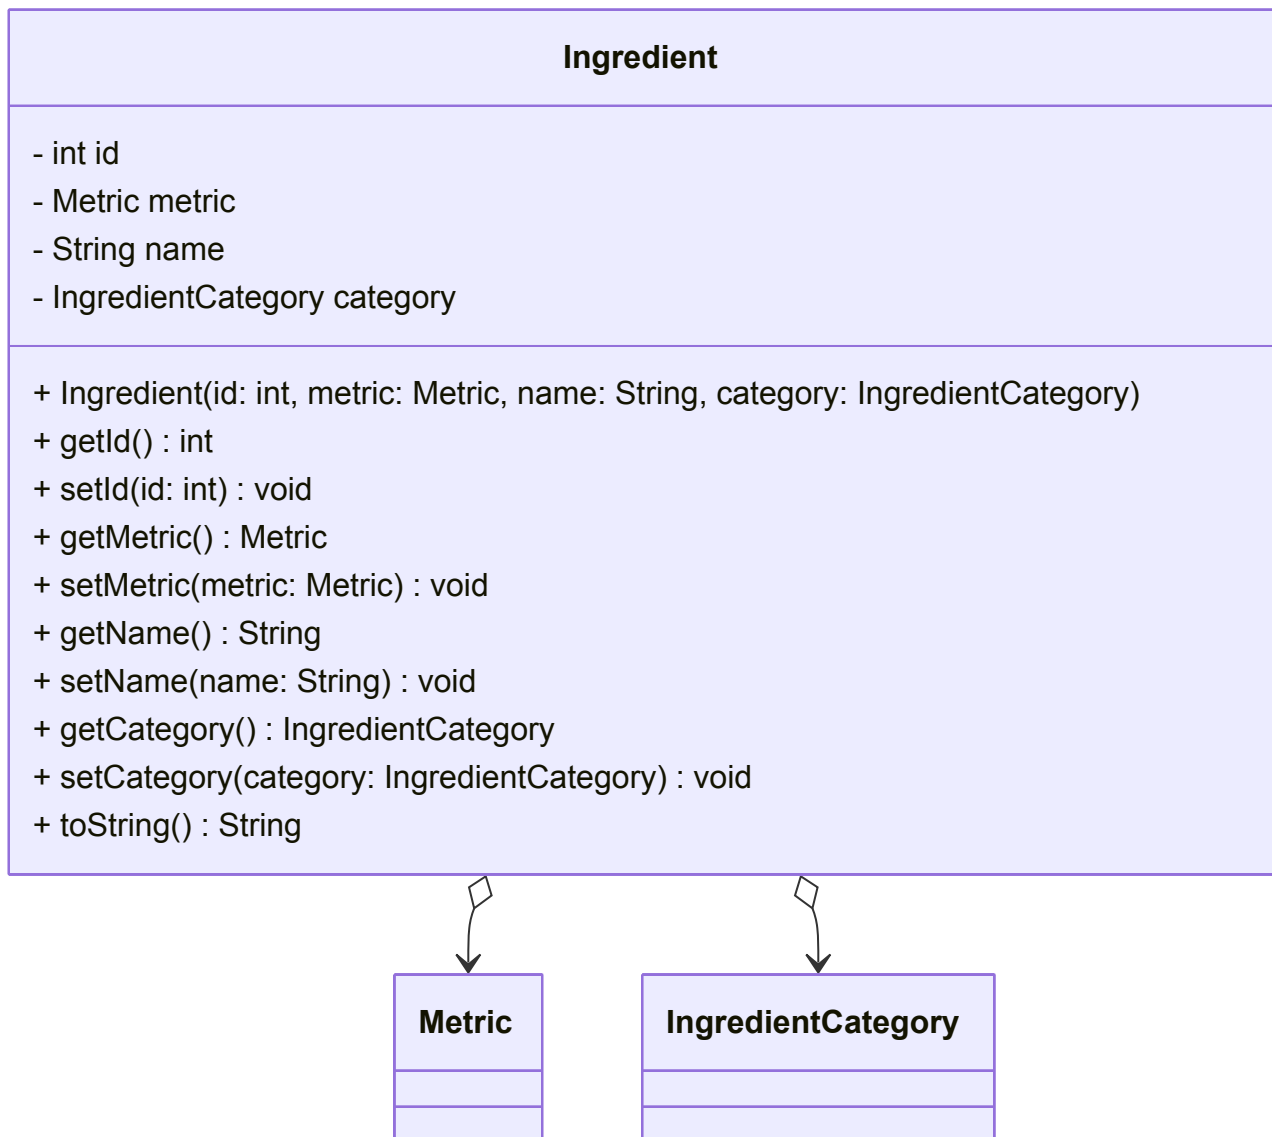 Ingredient
- int id
- Metric metric
- String name
- IngredientCategory category
+ Ingredient(id: int, metric: Metric, name: String, category: IngredientCategory)
+ getId() : int
+ setId(id: int) : void
+ getMetric() : Metric
+ setMetric(metric: Metric) : void
+ getName() : String
+ setName(name: String) : void
+ getCategory() : IngredientCategory
+ setCategory(category: IngredientCategory) : void
+ toString() : String
Metric
IngredientCategory